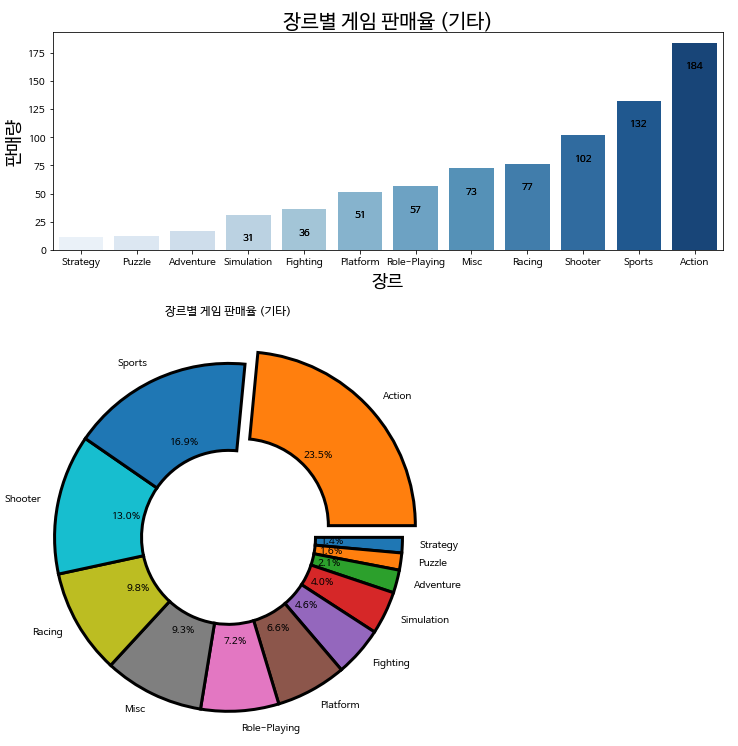 장르별 게임 판매율 (기타)
판매량
175
150
125
100
75
50
25
0
31
36
51
57
73
77
102
132
184
Strategy Puzzle Adventure Simulation Fighting Platform Role-Playing Misc Racing Shooter Sports Action
장르
장르별 게임 판매율 (기타)
Sports
Action
16.9%
23.5%
Shooter
13.0%
1.4%
Strategy
1.6%
Puzzle
2.1%
Adventure
9.8%
4.0%
Simulation
4.6%
Racing
9.3%
6.6%
7.2%
Fighting
Misc
Platform
Role-Playing